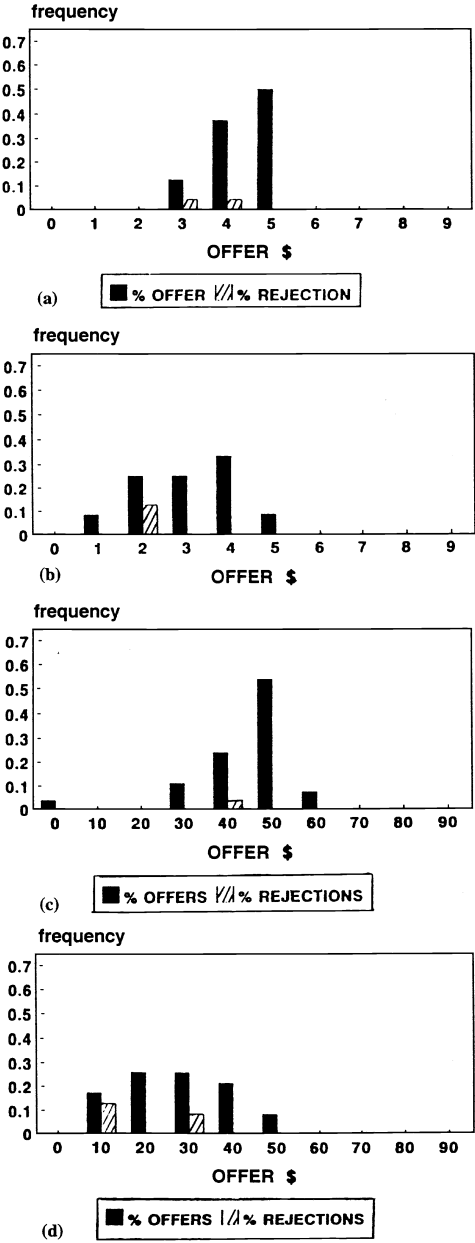 frequency
0.7
0.6
0.5
0.4
0.3
0.2
0.1
0
0 1 2 3 4 5 6 7 8 9
OFFER $
% OFFER % REJECTION
(a)
frequency
0.7
0.6
0.5
0.4
0.3
0.2
0.1
0
0 1 2 3 4 5 6 7 8 9
OFFER $
(b)
frequency
0.7
0.6
0.5
0.4
0.3
0.2
0.1
0
0 10 20 30 40 50 60 70 80 90
OFFER $
% OFFERS % REJECTIONS
(c)
frequency
0.7
0.6
0.5
0.4
0.3
0.2
0.1
0
0 10 20 30 40 50 60 70 80 90
OFFER $
% OFFERS % REJECTIONS
(d)